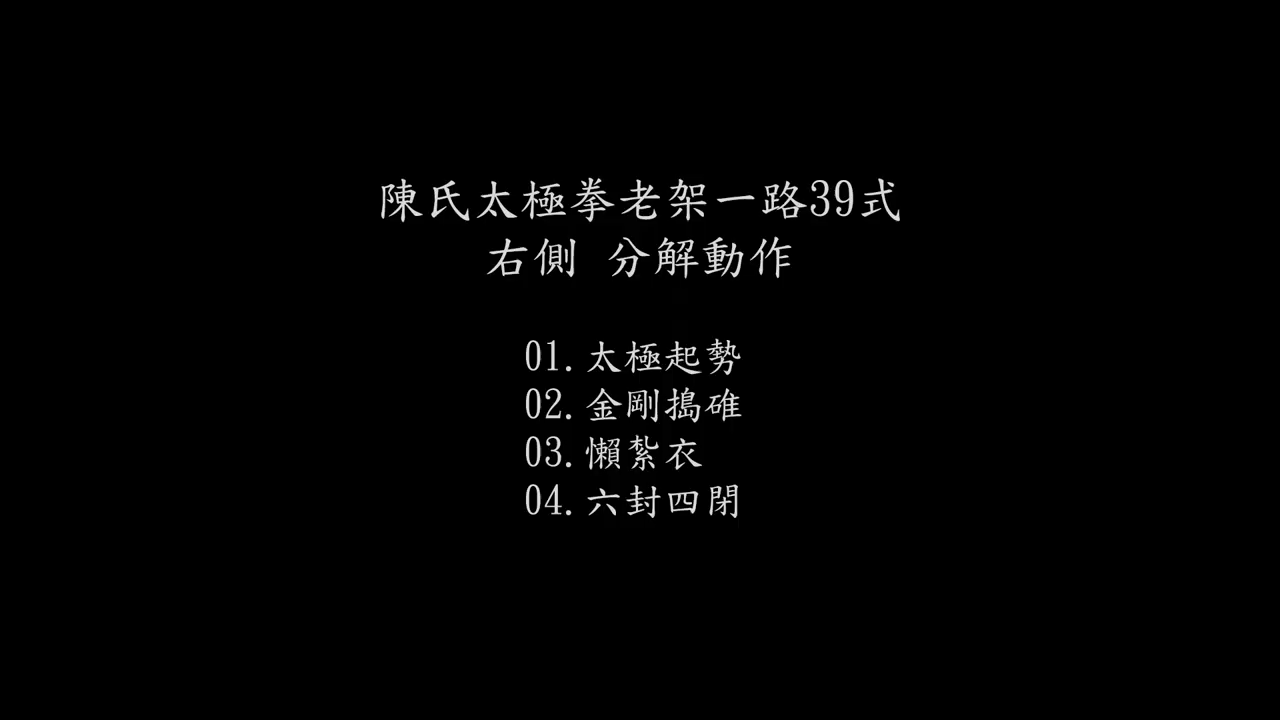 陳氏太極拳老架一路39式
右側 分解動作
01.太極起勢
02.金剛搗碓
03.懶紮衣
04.六封四閉